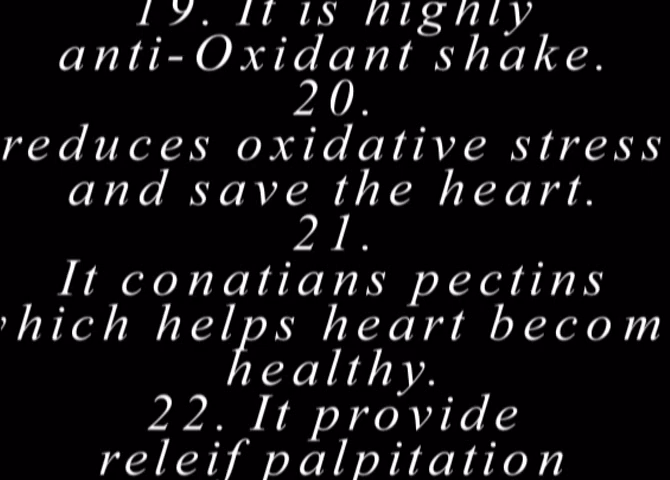 19. It is highly
anti-Oxidant shake.
20.
reduces oxidative stress
and save the heart.
21.
It conatians pectins
which helps heart becom
healthy.
22. It provide
releif palpitation